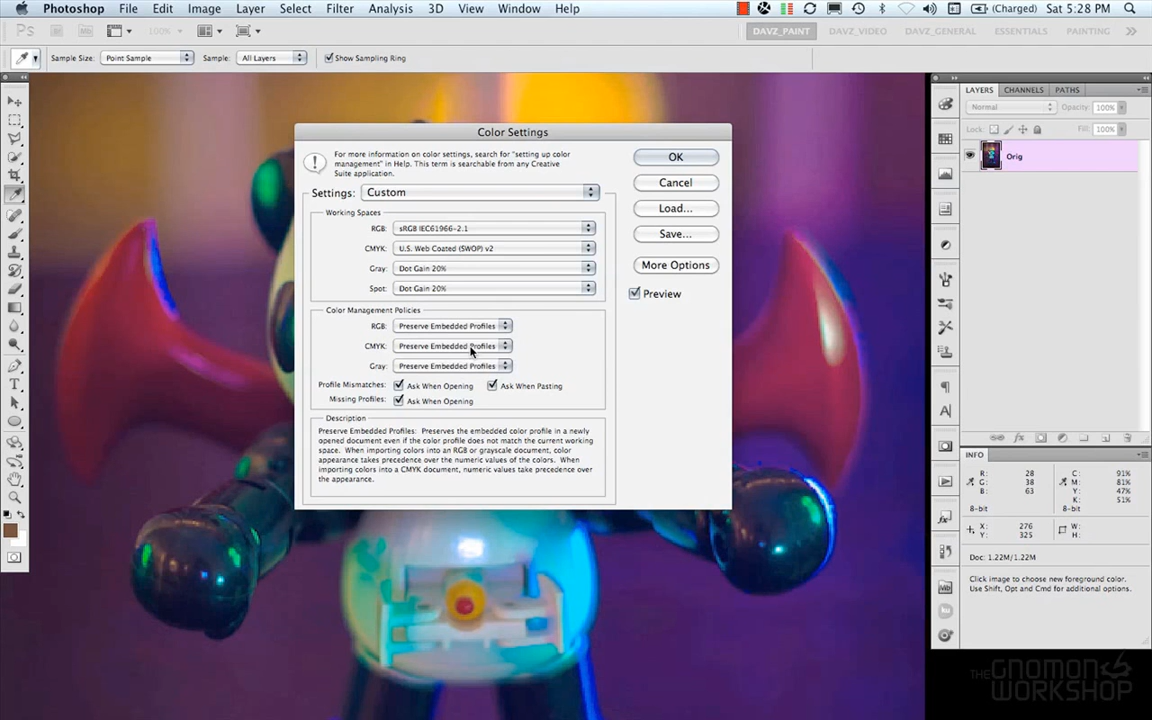 Photoshop File Edit Image Layer Select Filter Analysis 3D View Window Help (Charged) Sat 5:28 PM
Ps Br Mb 100% DAVZ_PAINT DAVZ_VIDEO DAVZ_GENERAL ESSENTIALS PAINTING
Sample Size: Point Sample Sample: All Layers Show Sampling Ring
LAYERS CHANNELS PATHS
Normal Opacity: 100%
Lock: Fill: 100%
Orig
Color Settings
For more information on color settings, search for "setting up color
management" in Help. This term is searchable from any Creative
Suite application.
Settings: Custom
Working Spaces
RGB: sRGB IEC61966-2.1
CMYK: U.S. Web Coated (SWOP) v2
Gray: Dot Gain 20%
Spot: Dot Gain 20%
Color Management Policies
RGB: Preserve Embedded Profiles
CMYK: Preserve Embedded Profiles
Gray: Preserve Embedded Profiles
Profile Mismatches: Ask When Opening Ask When Pasting
Missing Profiles: Ask When Opening
Description
Preserve Embedded Profiles: Preserves the embedded color profile in a newly
opened document even if the color profile does not match the current working
space. When importing colors into an RGB or grayscale document, color
appearance takes precedence over the numeric values of the colors. When
importing colors into a CMYK document, numeric values take precedence over
the appearance.
OK
Cancel
Load...
Save...
More Options
Preview
INFO
R: 28 C: 91%
G: 38 M: 81%
B: 63 Y: 47%
K: 51%
8-bit 8-bit
X: 276 W:
Y: 325 H:
Doc: 1.22M/1.22M
Click image to choose new foreground color.
Use Shift, Opt and Cmd for additional options.
THE GNOMON
WORKSHOP